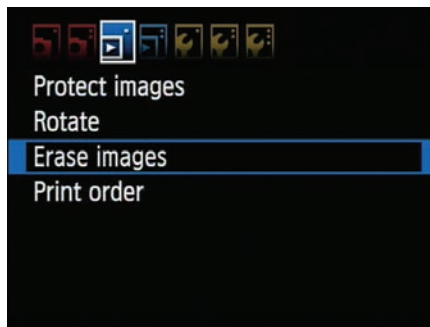 Protect images
Rotate
Erase images
Print order